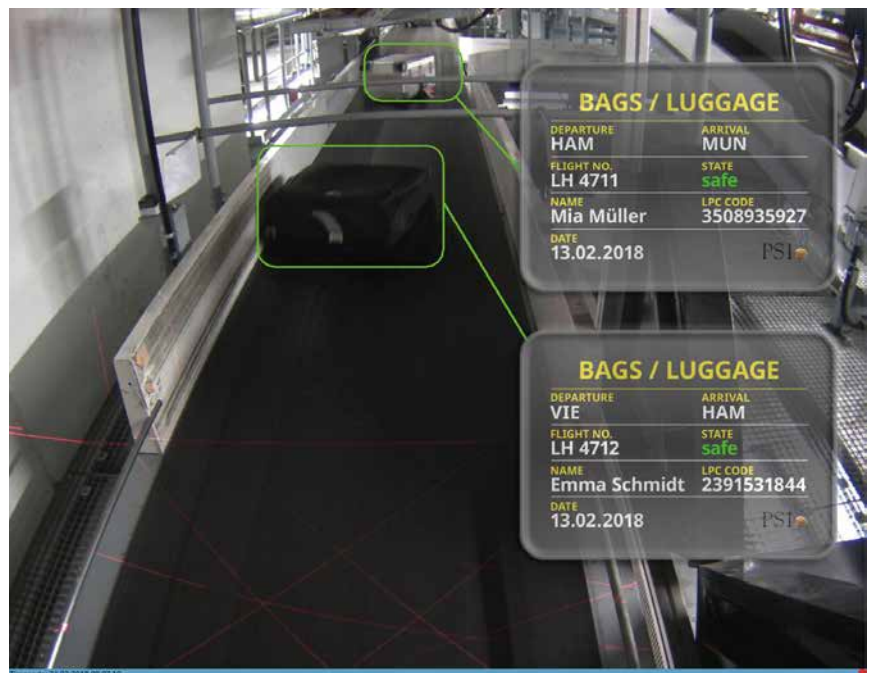 BAGS / LUGGAGE
DEPARTURE ARRIVAL
HAM MUN
FLIGHT NO. STATE
LH 4711 safe
NAME LPC CODE
Mia Müller 3508935927
DATE
13.02.2018 PSI
BAGS / LUGGAGE
DEPARTURE ARRIVAL
VIE HAM
FLIGHT NO. STATE
LH 4712 safe
NAME LPC CODE
Emma Schmidt 2391531844
DATE
13.02.2018 PSI